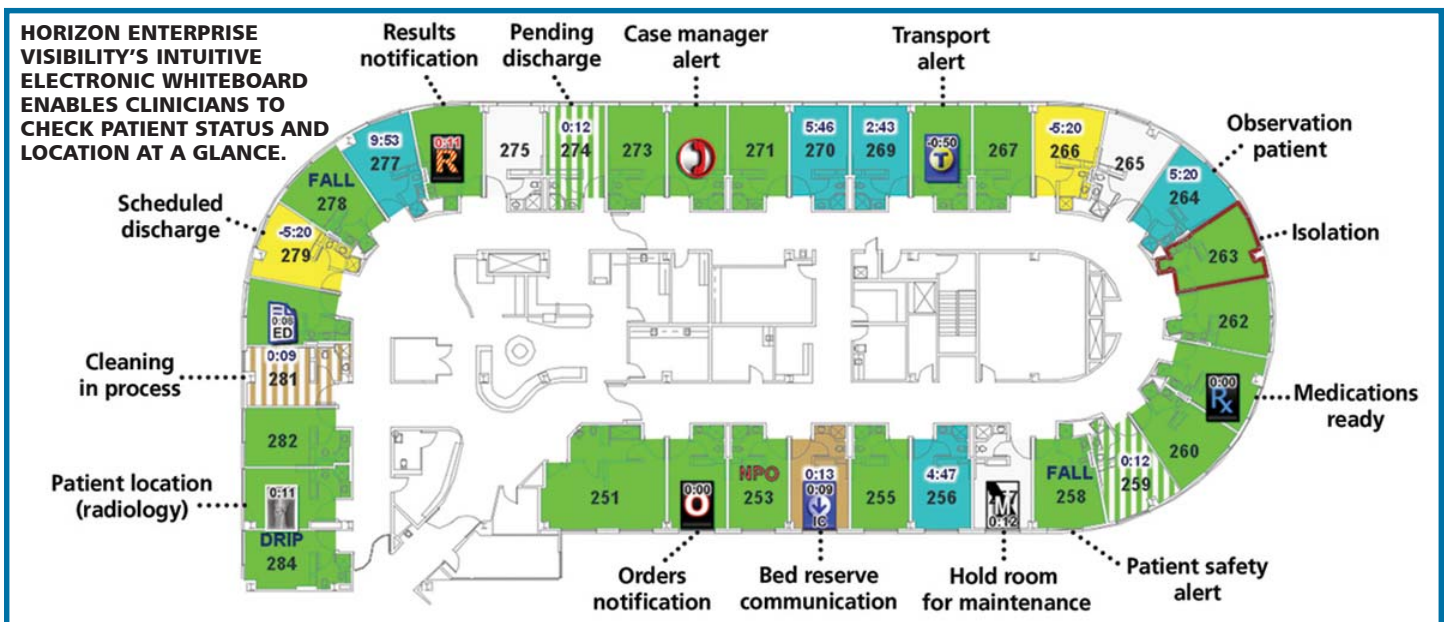 HORIZON ENTERPRISE
VISIBILITY'S INTUITIVE
ELECTRONIC WHITEBOARD
ENABLES CLINICIANS TO
CHECK PATIENT STATUS AND
LOCATION AT A GLANCE.
Results
notification
Pending
discharge
Case manager
alert
Transport
alert
Observation
patient
Isolation
Medications
ready
Patient safety
alert
Hold room
for maintenance
Bed reserve
communication
Orders
notification
Patient location
(radiology)
Cleaning
in process
Scheduled
discharge
-5:20
279
FALL
278
9:53
277
0:11
R
275
0:12
274
273
271
5:46
270
2:43
269
-0:50
T
267
-5:20
266
265
5:20
264
263
262
0:00
Rx
260
0:12
259
FALL
258
M
0:12
4:47
256
255
0:13
0:09
IC
NPO
253
0:00
O
251
0:06
ED
0:09
281
282
0:11
DRIP
284